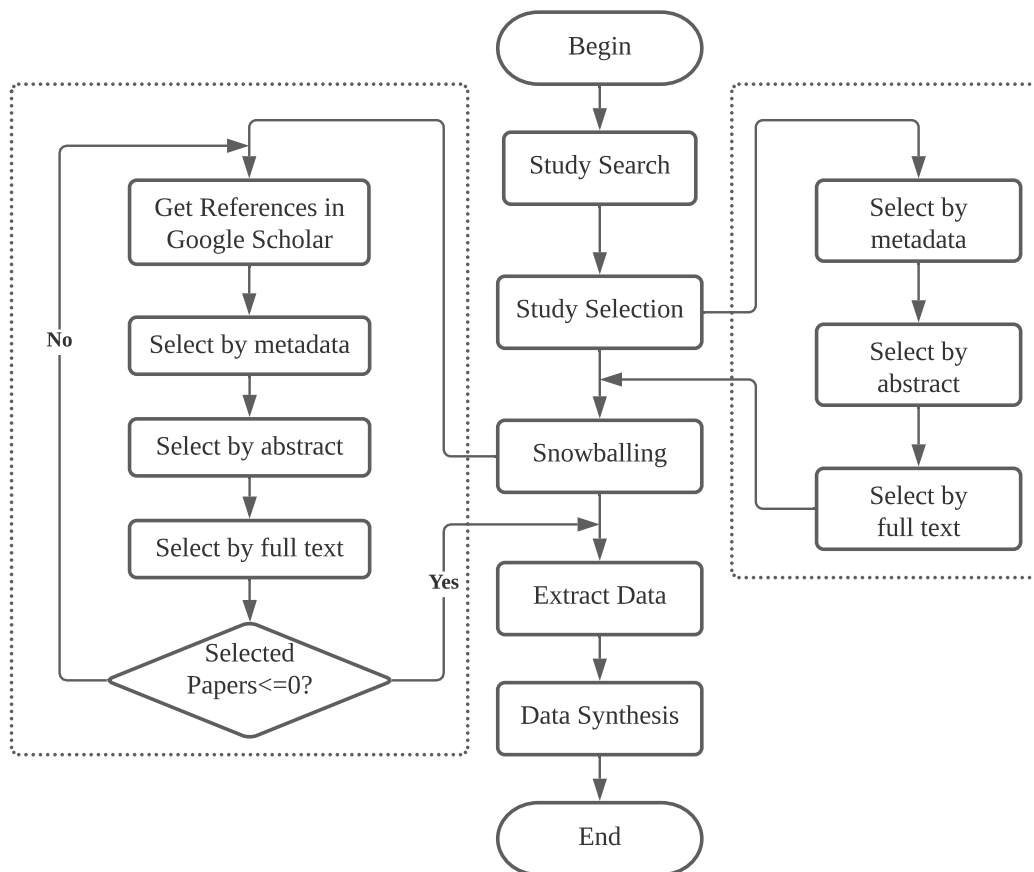 Begin
Study Search
Study Selection
Snowballing
Extract Data
Data Synthesis
End
Get References in
Google Scholar
Select by metadata
Select by abstract
Select by full text
Selected
Papers<=0?
No
Yes
Select by
metadata
Select by
abstract
Select by
full text